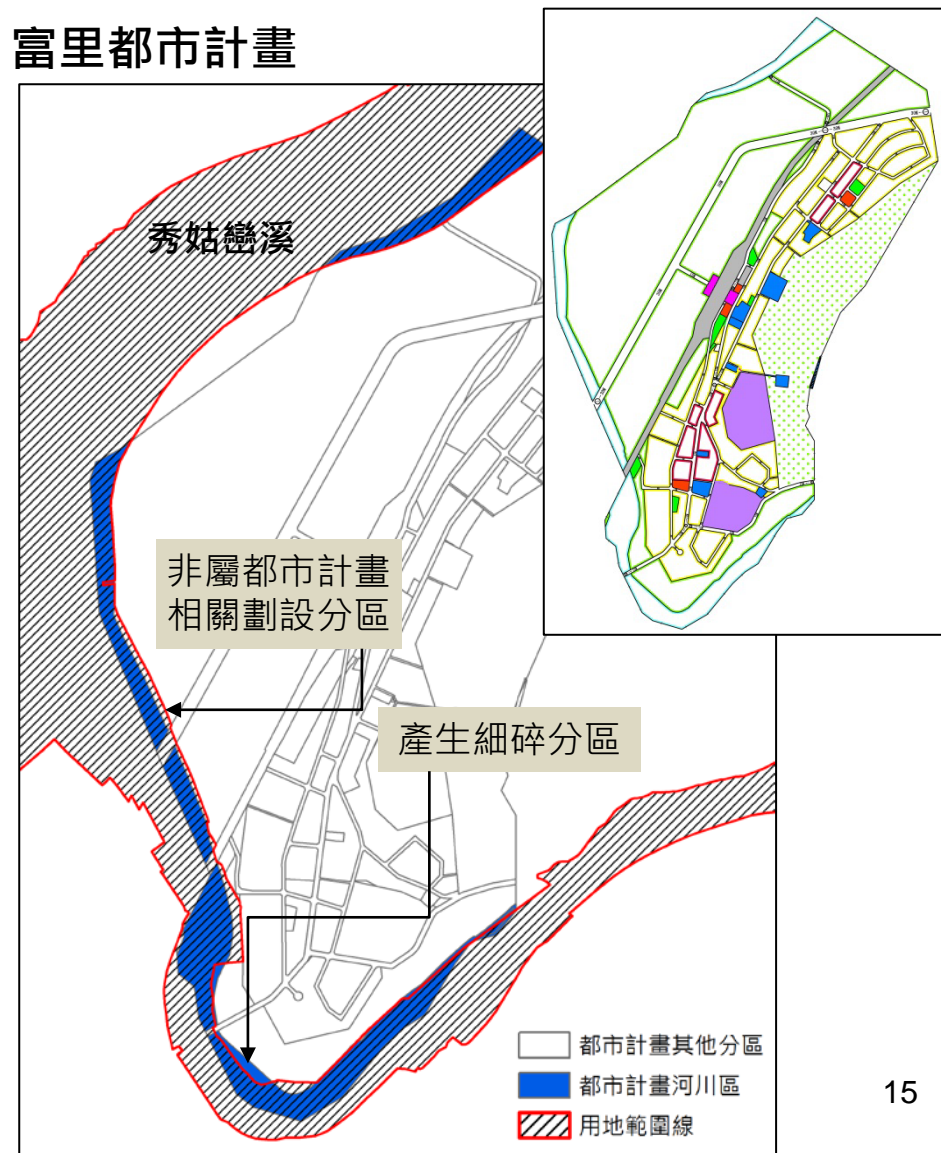 富里都市計畫
秀姑巒溪
非屬都市計畫
相關劃設分區
產生細碎分區
都市計畫其他分區
都市計畫河川區
用地範圍線
15